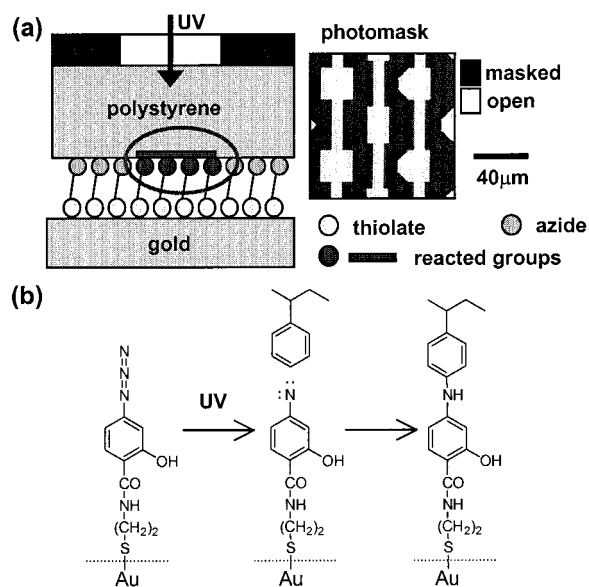 (a)
UV
photomask
polystyrene
masked
open
40μm
thiolate
azide
gold
reacted groups
(b)
N
N
N
UV
:N:
NH
OH
OH
OH
CO
CO
CO
NH
NH
NH
(CH2)2
(CH2)2
(CH2)2
S
S
S
Au
Au
Au